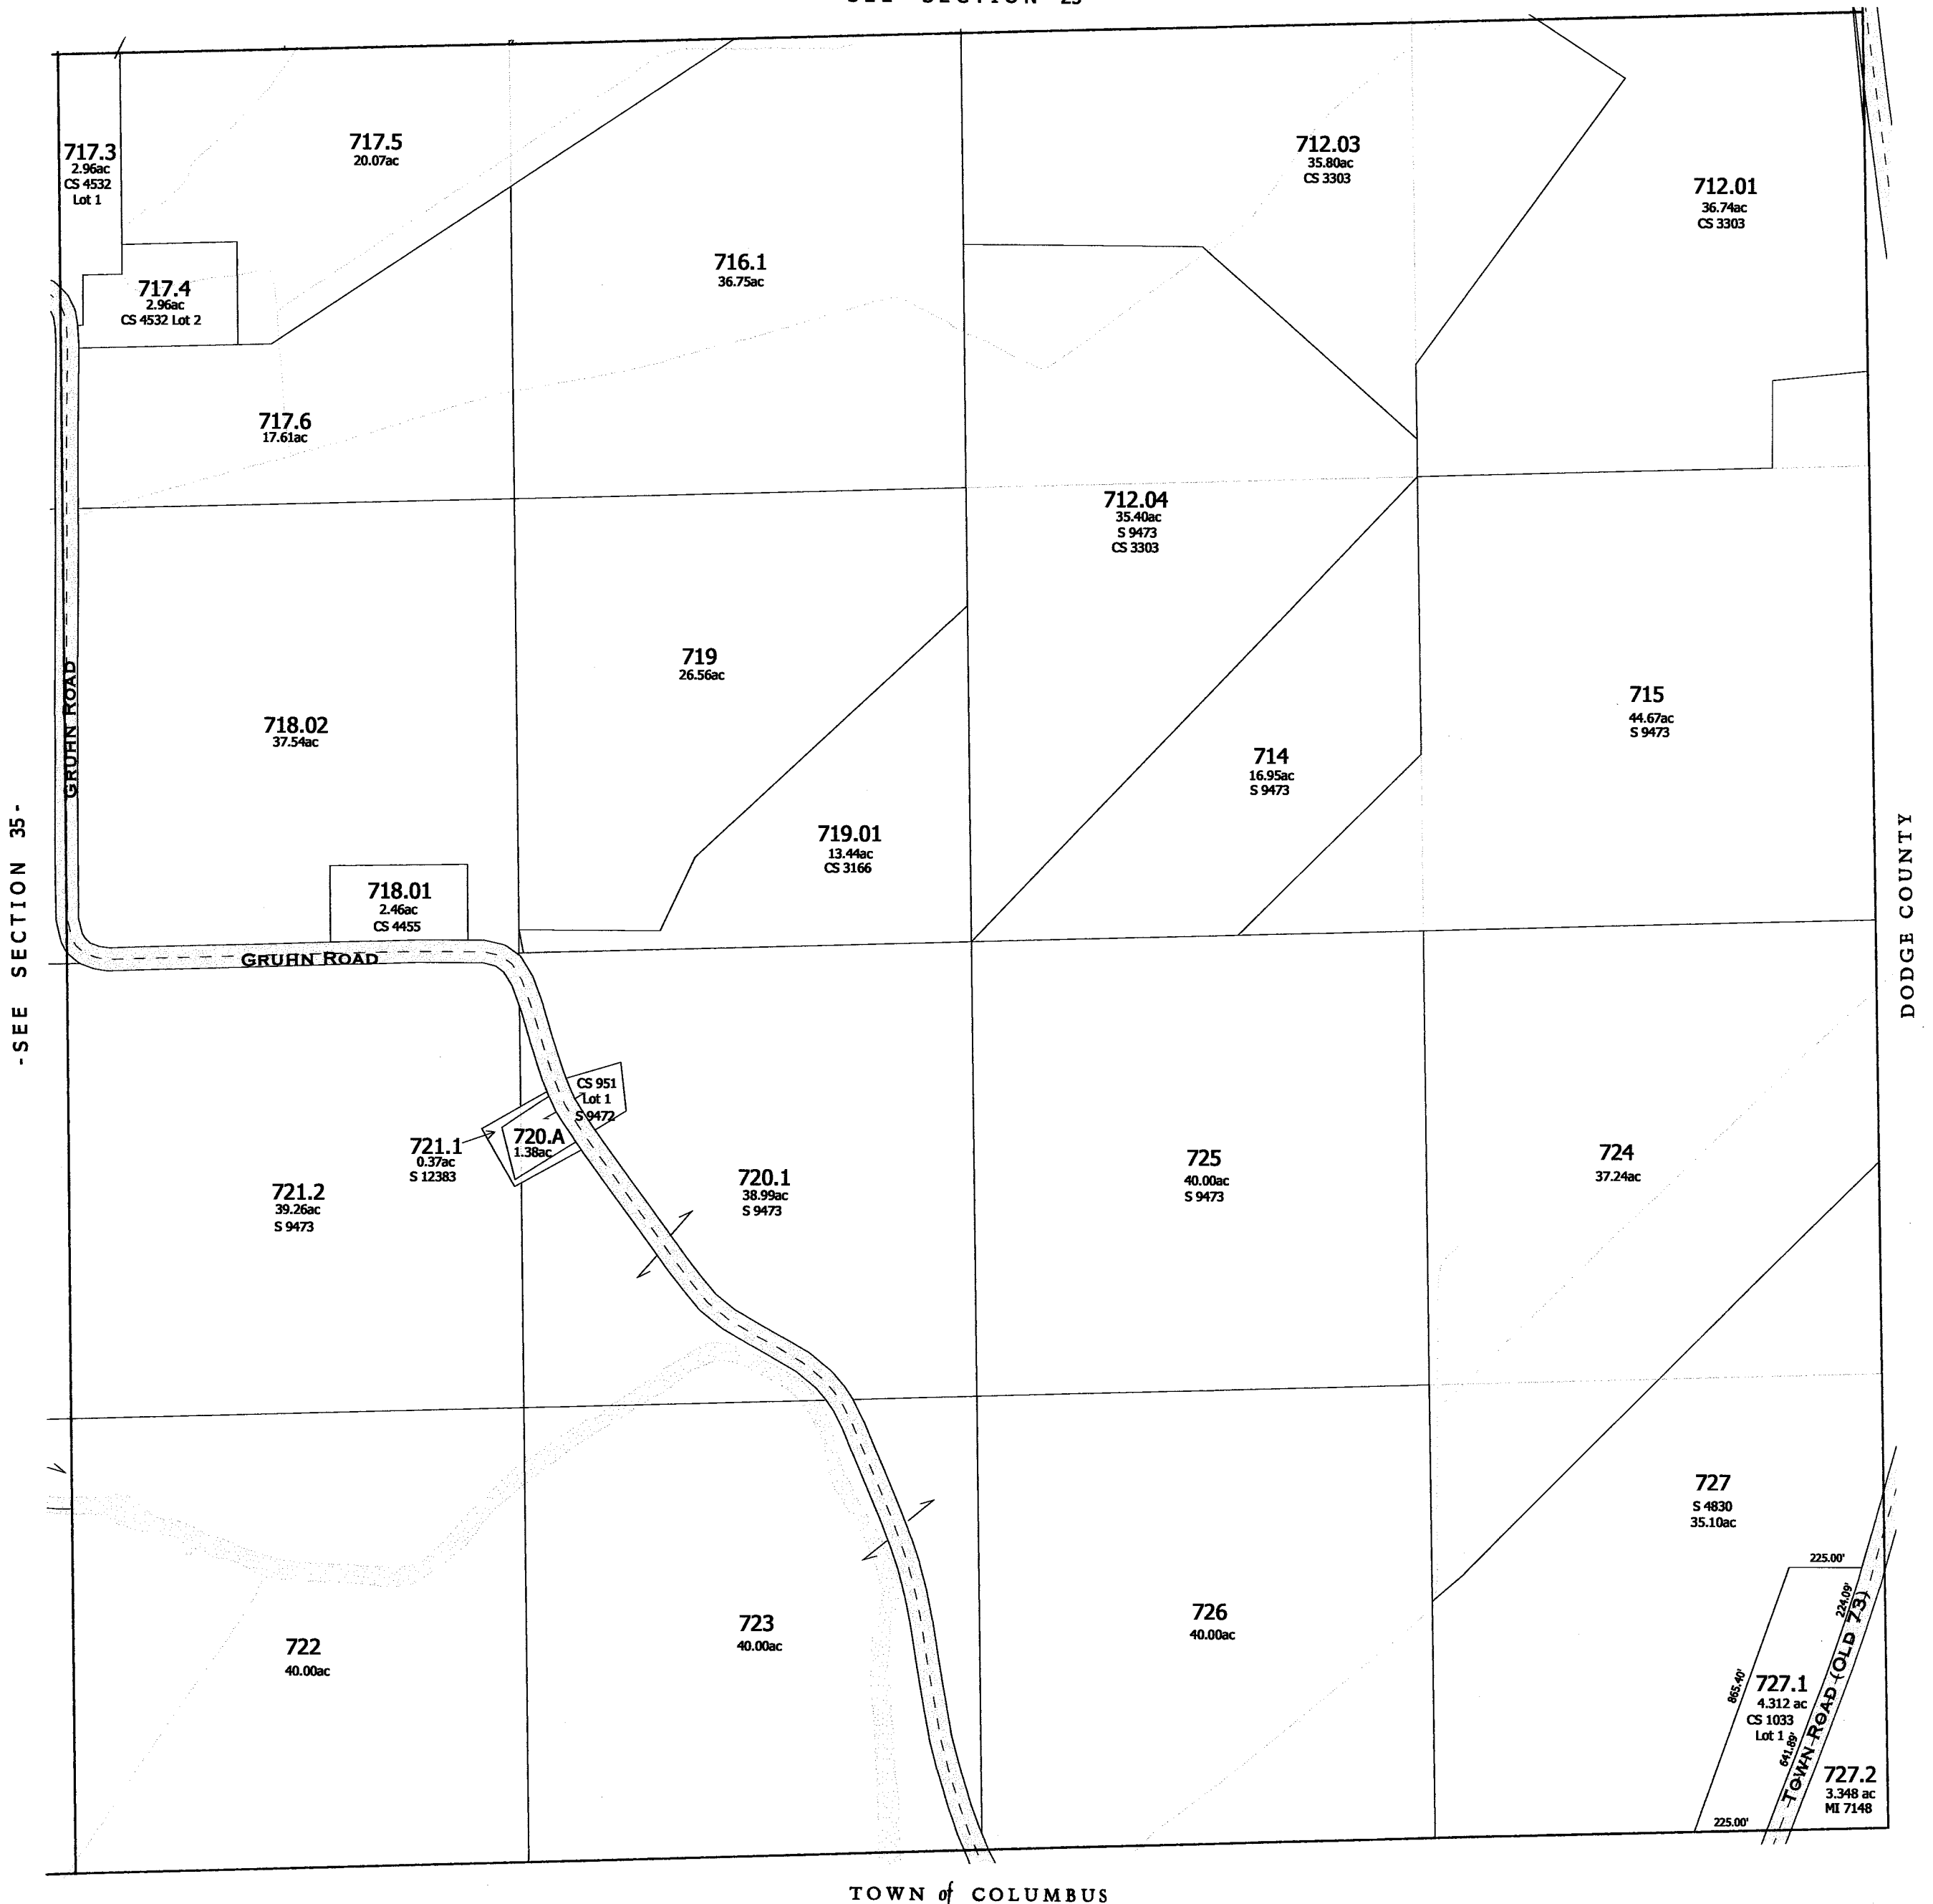 SEE SECTION 25
717.3
2.96ac
CS 4532
Lot 1
717.5
20.07ac
712.03
35.80ac
CS 3303
712.01
36.74ac
CS 3303
717.4
2.96ac
CS 4532 Lot 2
716.1
36.75ac
717.6
17.61ac
712.04
35.40ac
S 9473
CS 3303
GRUHN ROAD
718.02
37.54ac
719
26.56ac
714
16.95ac
S 9473
715
44.67ac
S 9473
719.01
13.44ac
CS 3166
718.01
2.46ac
CS 4455
GRUHN ROAD
-SEE SECTION 35-
DODGE COUNTY
CS 951
Lot 1
S 9472
720.A
1.38ac
721.1
0.37ac
S 12383
721.2
39.26ac
S 9473
720.1
38.99ac
S 9473
725
40.00ac
S 9473
724
37.24ac
727
S 4830
35.10ac
225.00'
224.09'
722
40.00ac
723
40.00ac
726
40.00ac
865.40'
727.1
4.312 ac
CS 1033
Lot 1
641.89'
TOWN ROAD (OLD 73)
727.2
3.348 ac
MI 7148
225.00'
TOWN of COLUMBUS